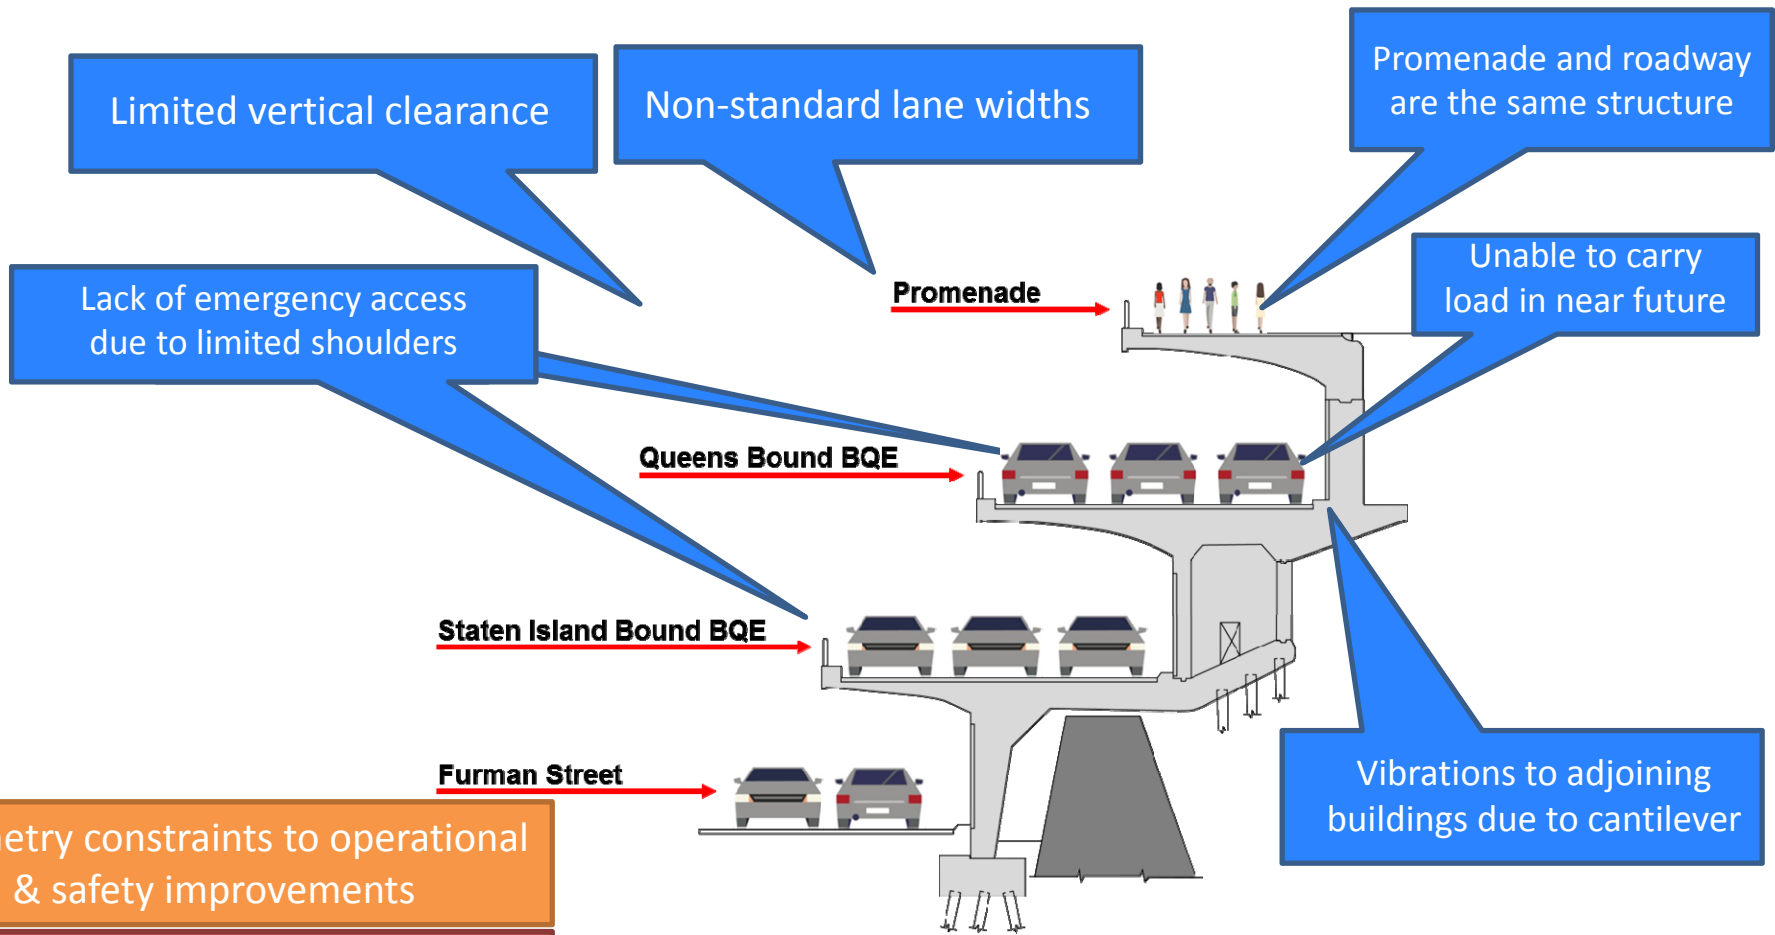 Limited vertical clearance
Non-standard lane widths
Promenade and roadway
are the same structure
Lack of emergency access
due to limited shoulders
Promenade
Unable to carry
load in near future
Queens Bound BQE
Staten Island Bound BQE
Furman Street
Vibrations to adjoining
buildings due to cantilever
etry constraints to operational
& safety improvements